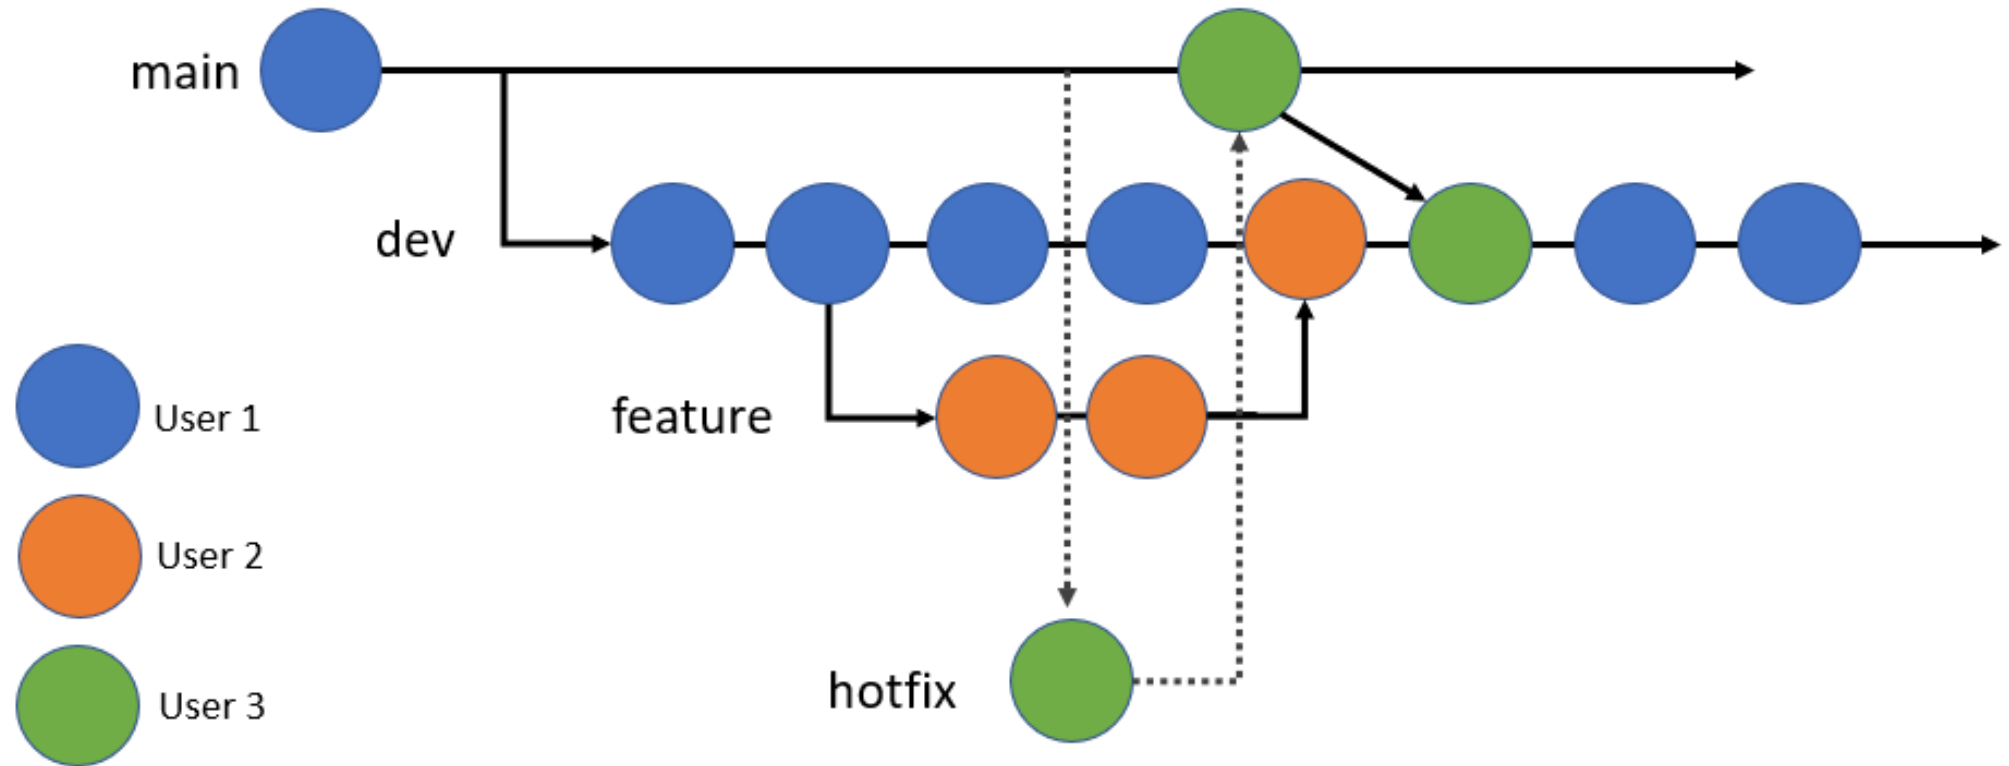 main
dev
feature
hotfix
User 1
User 2
User 3